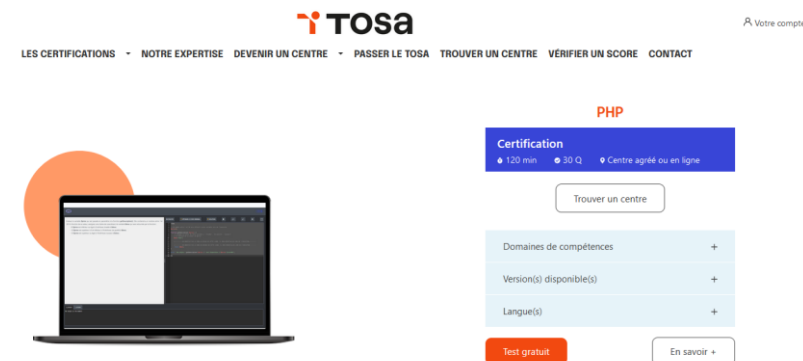 TOSA
Votre compte
LES CERTIFICATIONS NOTRE EXPERTISE DEVENIR UN CENTRE PASSER LE TOSA TROUVER UN CENTRE VÉRIFIER UN SCORE CONTACT
PHP
Certification
120 min 30 Q Centre agréé ou en ligne
Trouver un centre
Domaines de compétences +
Version(s) disponible(s) +
Langue(s) +
Test gratuit En savoir +